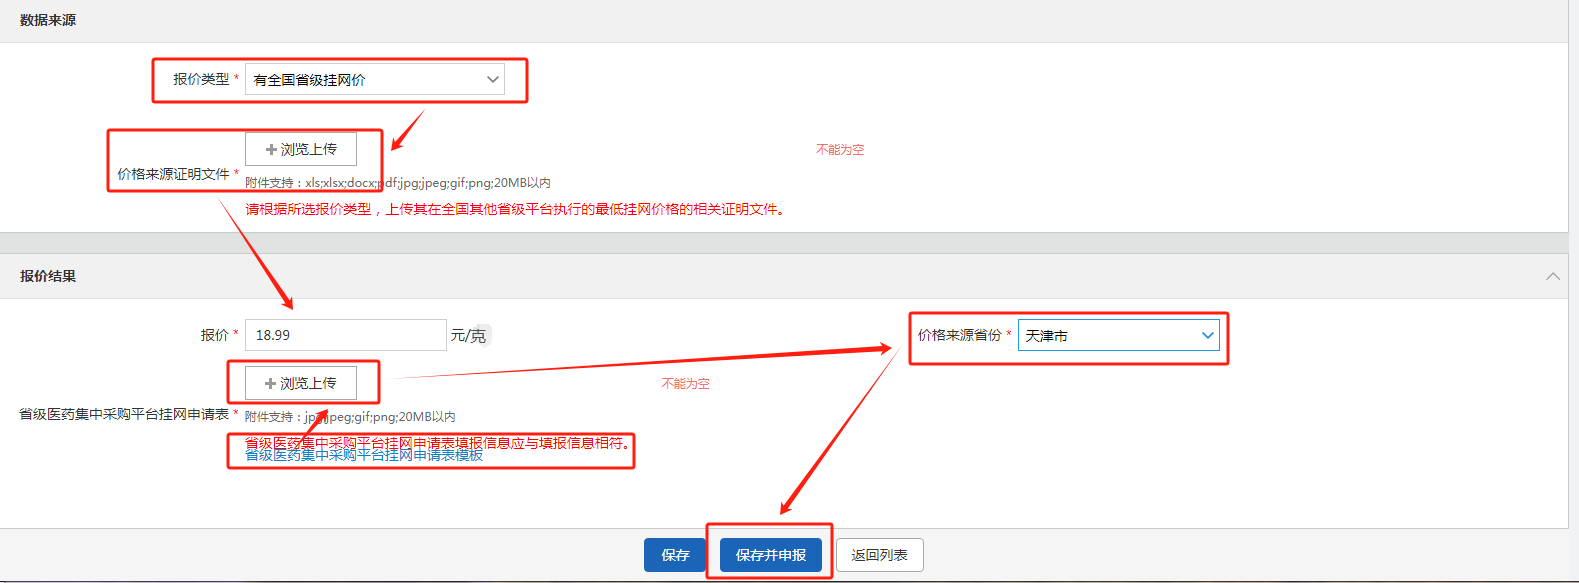 数据来源
报价类型 * 有全国省级挂网价
浏览上传
不能为空
价格来源证明文件 *
附件支持：xls;xlsx;docx;pdf;jpg;jpeg;gif;png;20MB以内
请根据所选报价类型，上传其在全国其他省级平台执行的最低挂网价格的相关证明文件。
报价结果
报价 * 18.99 元/克
价格来源省份 * 天津市
浏览上传
不能为空
省级医药集中采购平台挂网申请表 *
附件支持：jpg;jpeg;gif;png;20MB以内
省级医药集中采购平台挂网申请表填报信息应与填报信息相符。
省级医药集中采购平台挂网申请表模板
保存 保存并申报 返回列表